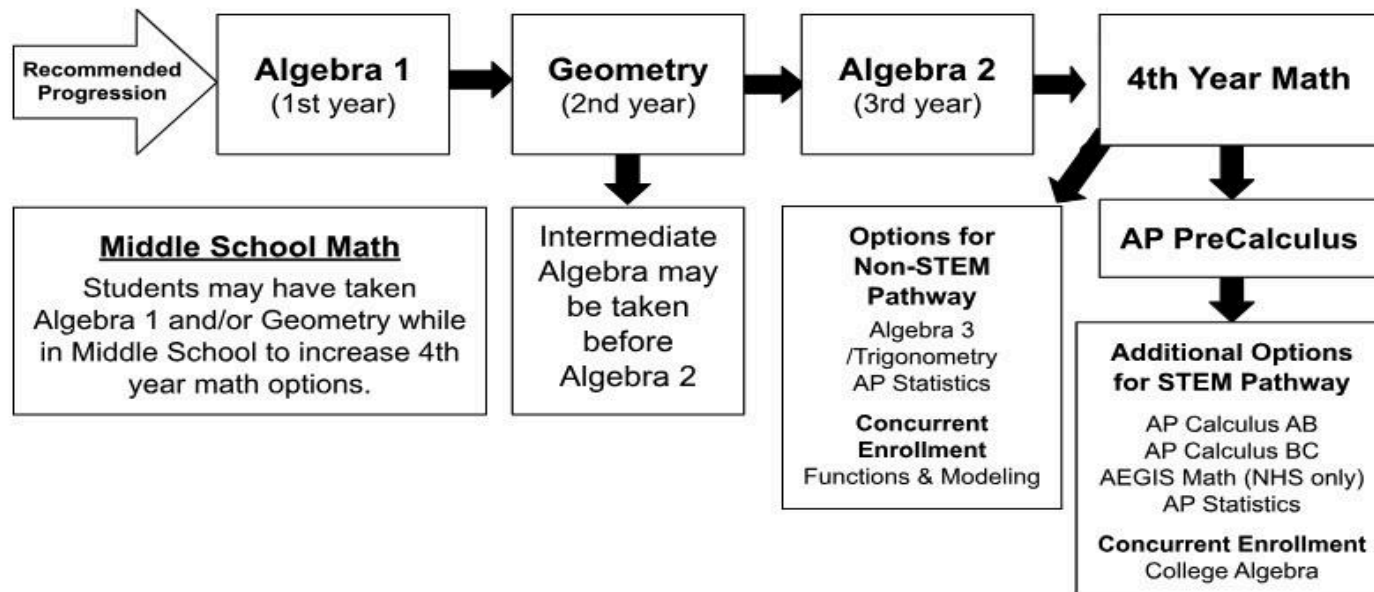 Recommended
Progression
Algebra 1
(1st year)
Geometry
(2nd year)
Algebra 2
(3rd year)
4th Year Math
Middle School Math
Students may have taken
Algebra 1 and/or Geometry while
in Middle School to increase 4th
year math options.
Intermediate
Algebra may
be taken
before
Algebra 2
Options for
Non-STEM
Pathway
Algebra 3
/Trigonometry
AP Statistics
Concurrent
Enrollment
Functions & Modeling
AP PreCalculus
Additional Options
for STEM Pathway
AP Calculus AB
AP Calculus BC
AEGIS Math (NHS only)
AP Statistics
Concurrent Enrollment
College Algebra